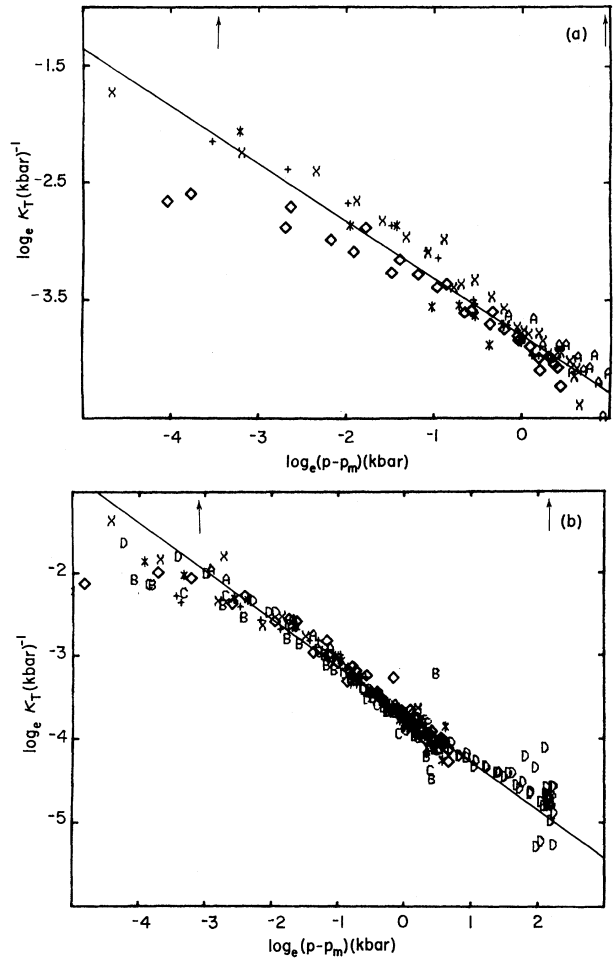 (a)
-1.5
-2.5
-3.5
log_e κ_T (kbar)^-1
-4 -3 -2 -1 0
log_e (p-p_m) (kbar)
(b)
-2
-3
-4
-5
log_e κ_T (kbar)^-1
-4 -3 -2 -1 0 1 2
log_e (p-p_m) (kbar)